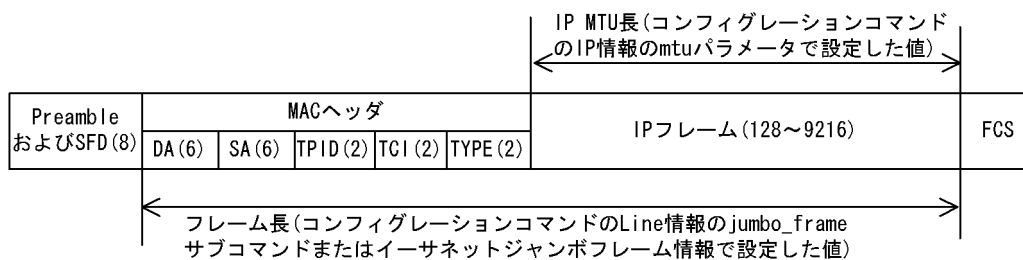 IP MTU長(コンフィグレーションコマンド
のIP情報のmtuパラメータで設定した値)
Preamble
およびSFD(8)
MACヘッダ
DA(6)
SA(6)
TPID(2)
TCI(2)
TYPE(2)
IPフレーム(128～9216)
FCS
フレーム長(コンフィグレーションコマンドのLine情報のjumbo_frame
サブコマンドまたはイーサネットジャンボフレーム情報で設定した値)